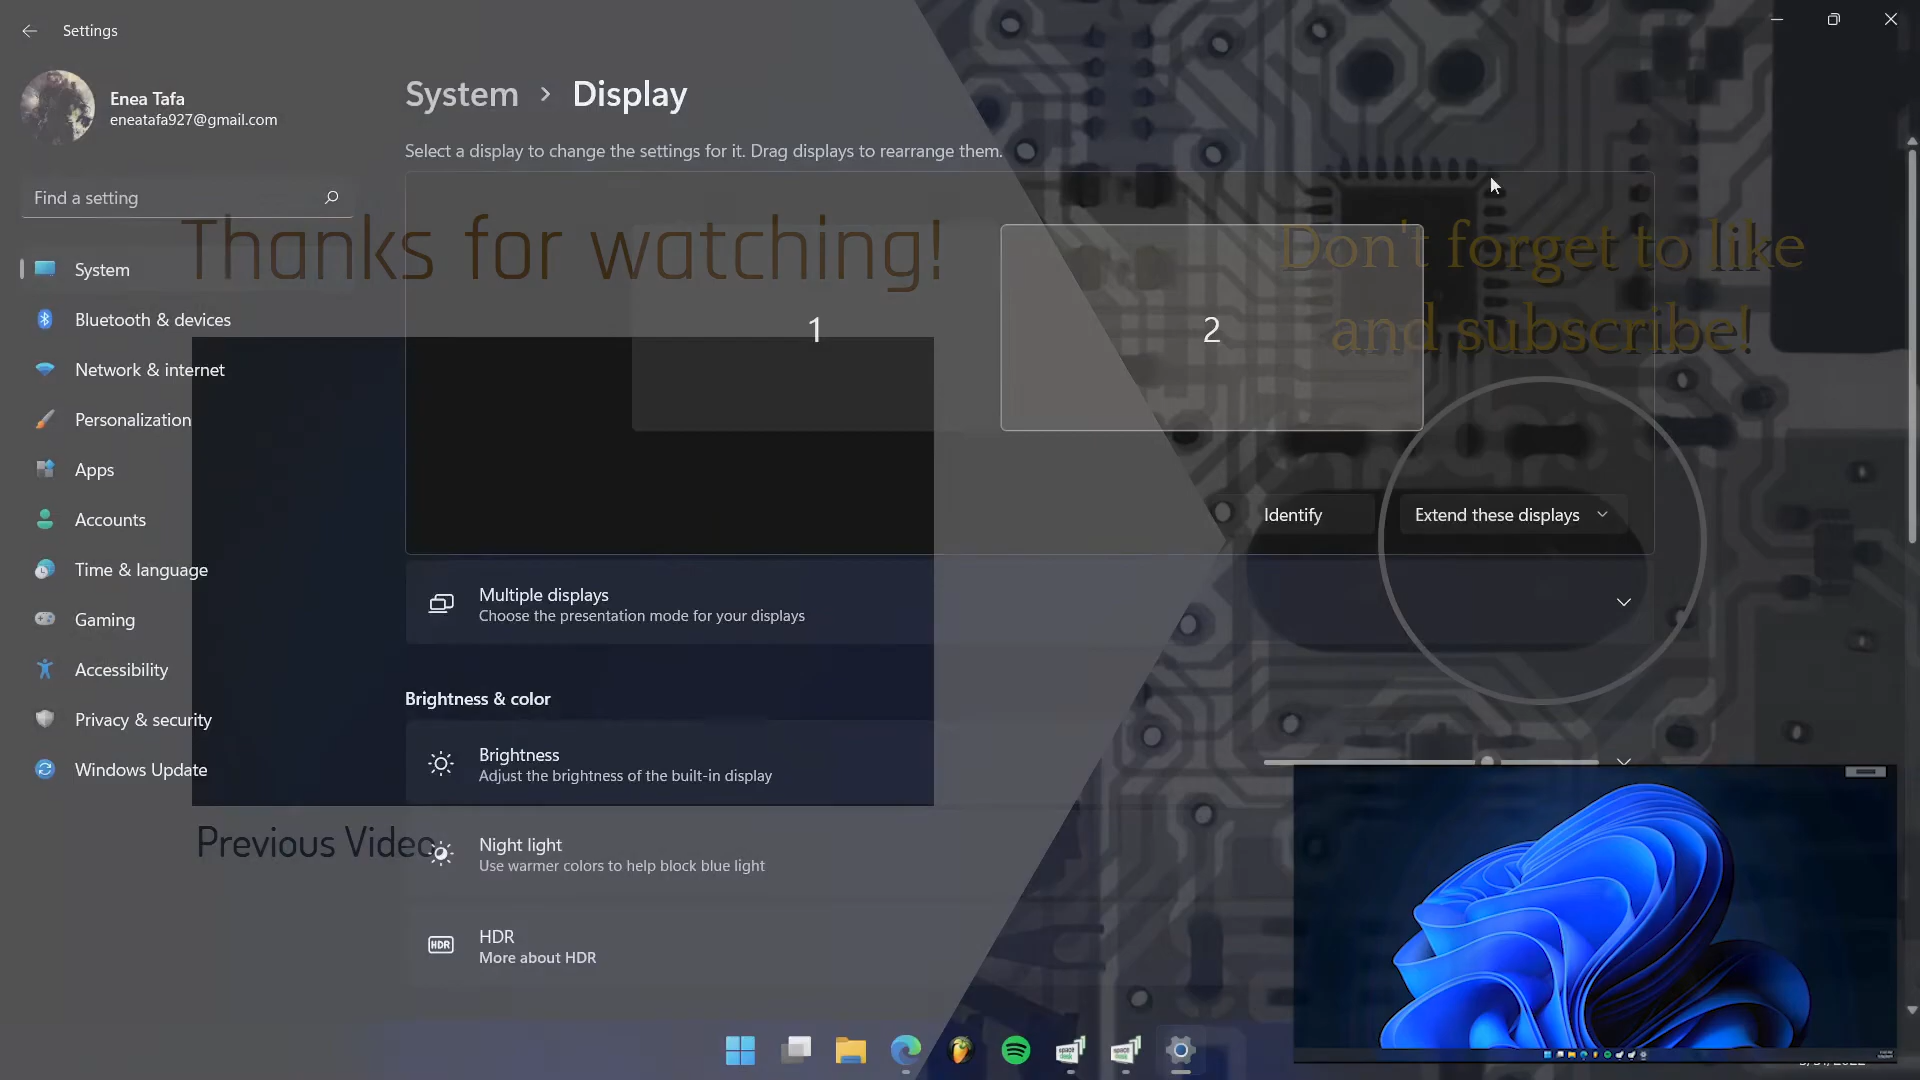 Settings
Enea Tafa
eneatafa927@gmail.com
System > Display
Select a display to change the settings for it. Drag displays to rearrange them.
Find a setting
Thanks for watching!
Don't forget to like
and subscribe!
System
1
2
Bluetooth & devices
Network & internet
Personalization
Apps
Accounts
Identify
Extend these displays
Time & language
Multiple displays
Choose the presentation mode for your displays
Gaming
Accessibility
Brightness & color
Privacy & security
Brightness
Adjust the brightness of the built-in display
Windows Update
Previous Video
Night light
Use warmer colors to help block blue light
HDR
HDR
More about HDR